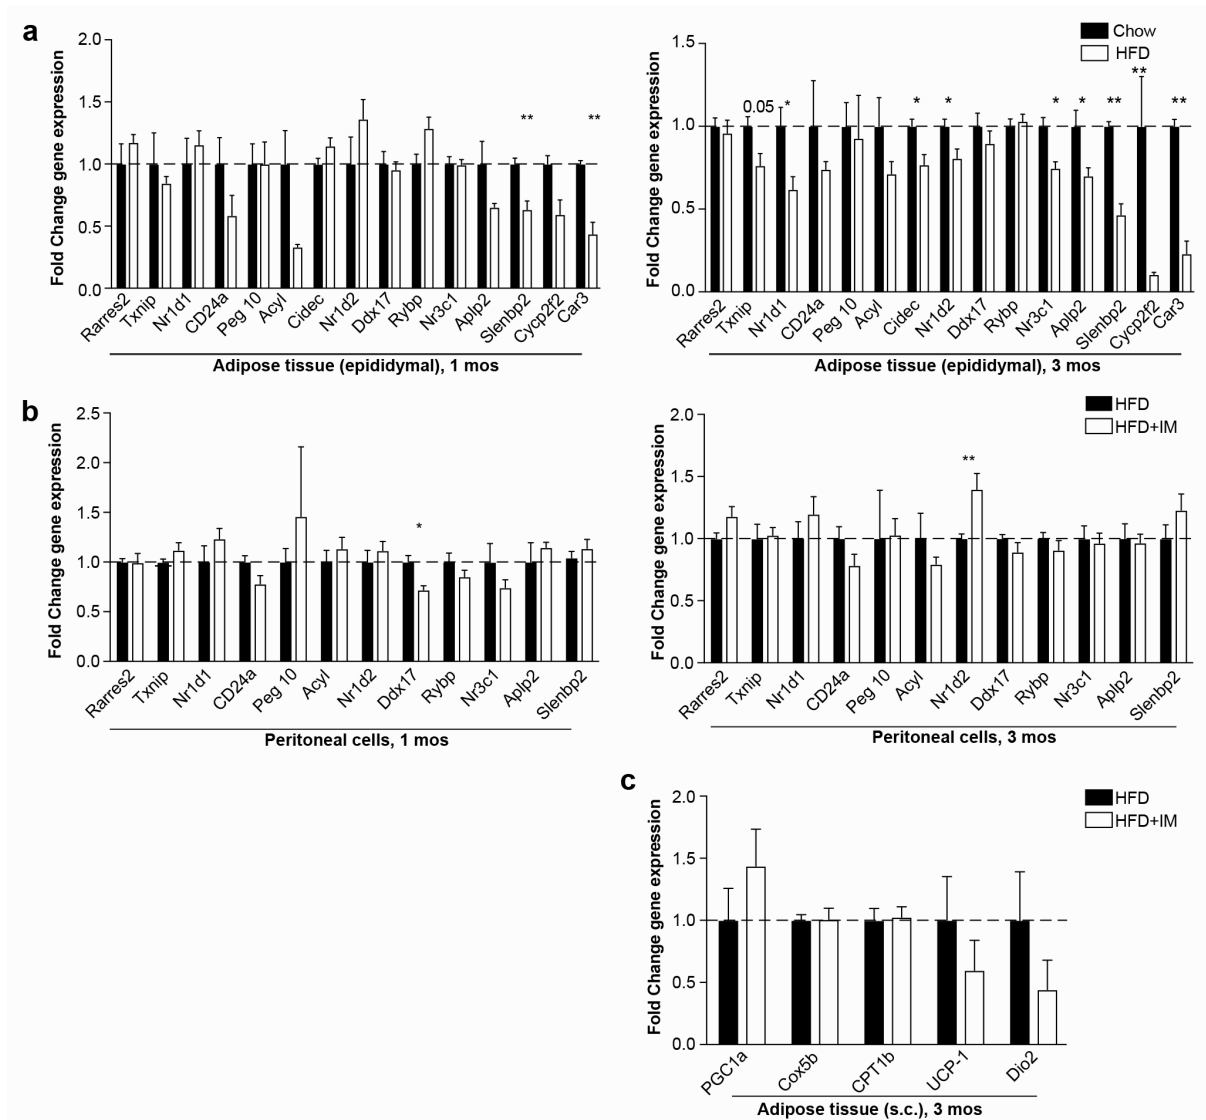 a
Fold Change gene expression
2.0
1.5
1.0
0.5
0.0
**
**
Rarres2
Txnip
Nr1d1
CD24a
Peg 10
Acyl
Cidec
Nr1d2
Ddx17
Rybp
Nr3c1
Aplp2
Slenbp2
Cycp2f2
Car3
Adipose tissue (epididymal), 1 mos
Chow
HFD
Fold Change gene expression
1.5
1.0
0.5
0.0
0.05
*
*
*
*
*
**
**
**
Rarres2
Txnip
Nr1d1
CD24a
Peg 10
Acyl
Cidec
Nr1d2
Ddx17
Rybp
Nr3c1
Aplp2
Slenbp2
Cycp2f2
Car3
Adipose tissue (epididymal), 3 mos
b
Fold Change gene expression
2.5
2.0
1.5
1.0
0.5
0.0
*
Rarres2
Txnip
Nr1d1
CD24a
Peg 10
Acyl
Nr1d2
Ddx17
Rybp
Nr3c1
Aplp2
Slenbp2
Peritoneal cells, 1 mos
HFD
HFD+IM
Fold Change gene expression
2.0
1.5
1.0
0.5
0.0
**
Rarres2
Txnip
Nr1d1
CD24a
Peg 10
Acyl
Nr1d2
Ddx17
Rybp
Nr3c1
Aplp2
Slenbp2
Peritoneal cells, 3 mos
c
HFD
HFD+IM
Fold Change gene expression
2.0
1.5
1.0
0.5
0.0
PGC1a
Cox5b
CPT1b
UCP-1
Dio2
Adipose tissue (s.c.), 3 mos